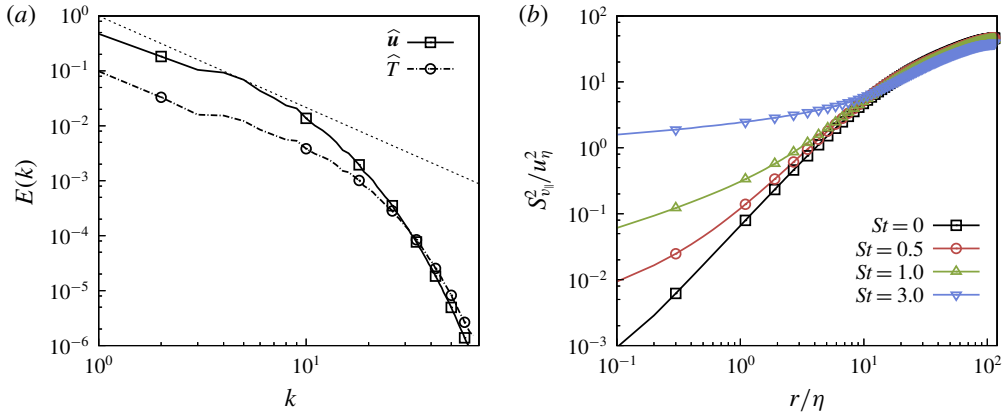 (a)
10^0
10^-1
10^-2
10^-3
10^-4
10^-5
10^-6
E(k)
û
T̂
10^0
10^1
k
(b)
10^2
10^1
10^0
10^-1
10^-2
10^-3
S^2_{v_∥}/u^2_η
St = 0
St = 0.5
St = 1.0
St = 3.0
10^-1
10^0
10^1
10^2
r/η